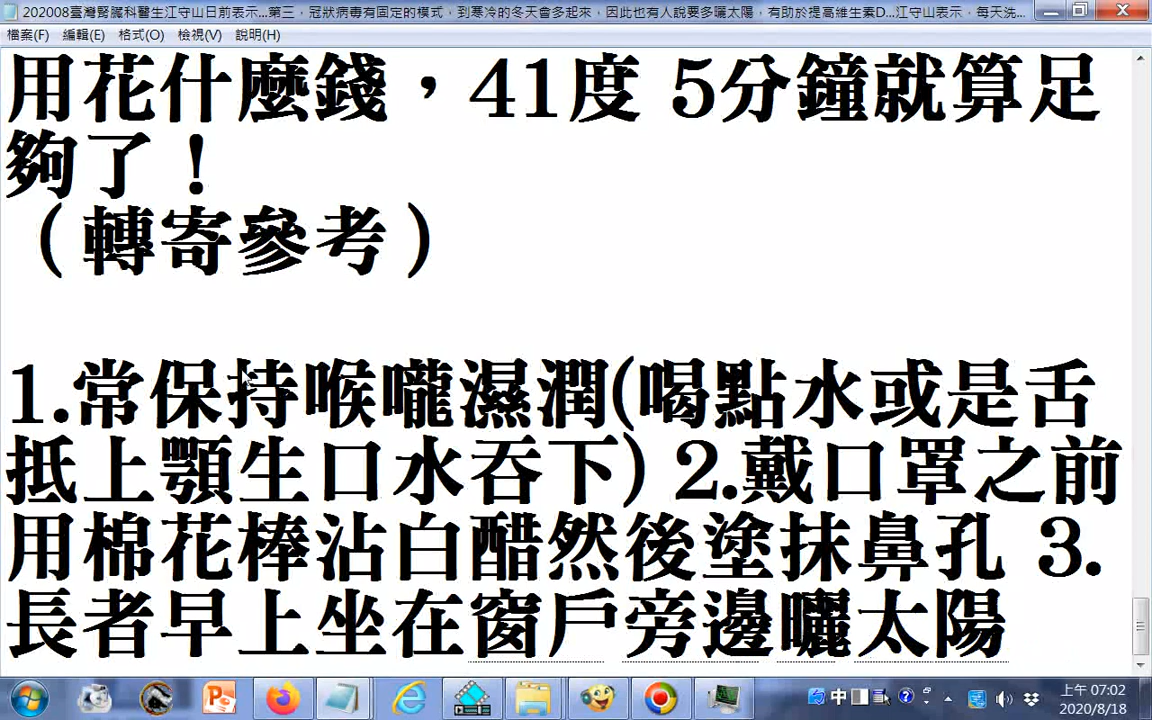 202008臺灣腎臟科醫生江守山日前表示...第三，冠狀病毒有固定的模式，到寒冷的冬天會多起來，因此也有人說要多曬太陽，有助於提高維生素D...江守山表示，每天洗...
檔案(F) 編輯(E) 格式(O) 檢視(V) 說明(H)
用花什麼錢，41度 5分鐘就算足
夠了！
（轉寄參考）
1.常保持喉嚨濕潤(喝點水或是舌
抵上顎生口水吞下) 2.戴口罩之前
用棉花棒沾白醋然後塗抹鼻孔 3.
長者早上坐在窗戶旁邊曬太陽
中
上午 07:02
2020/8/18